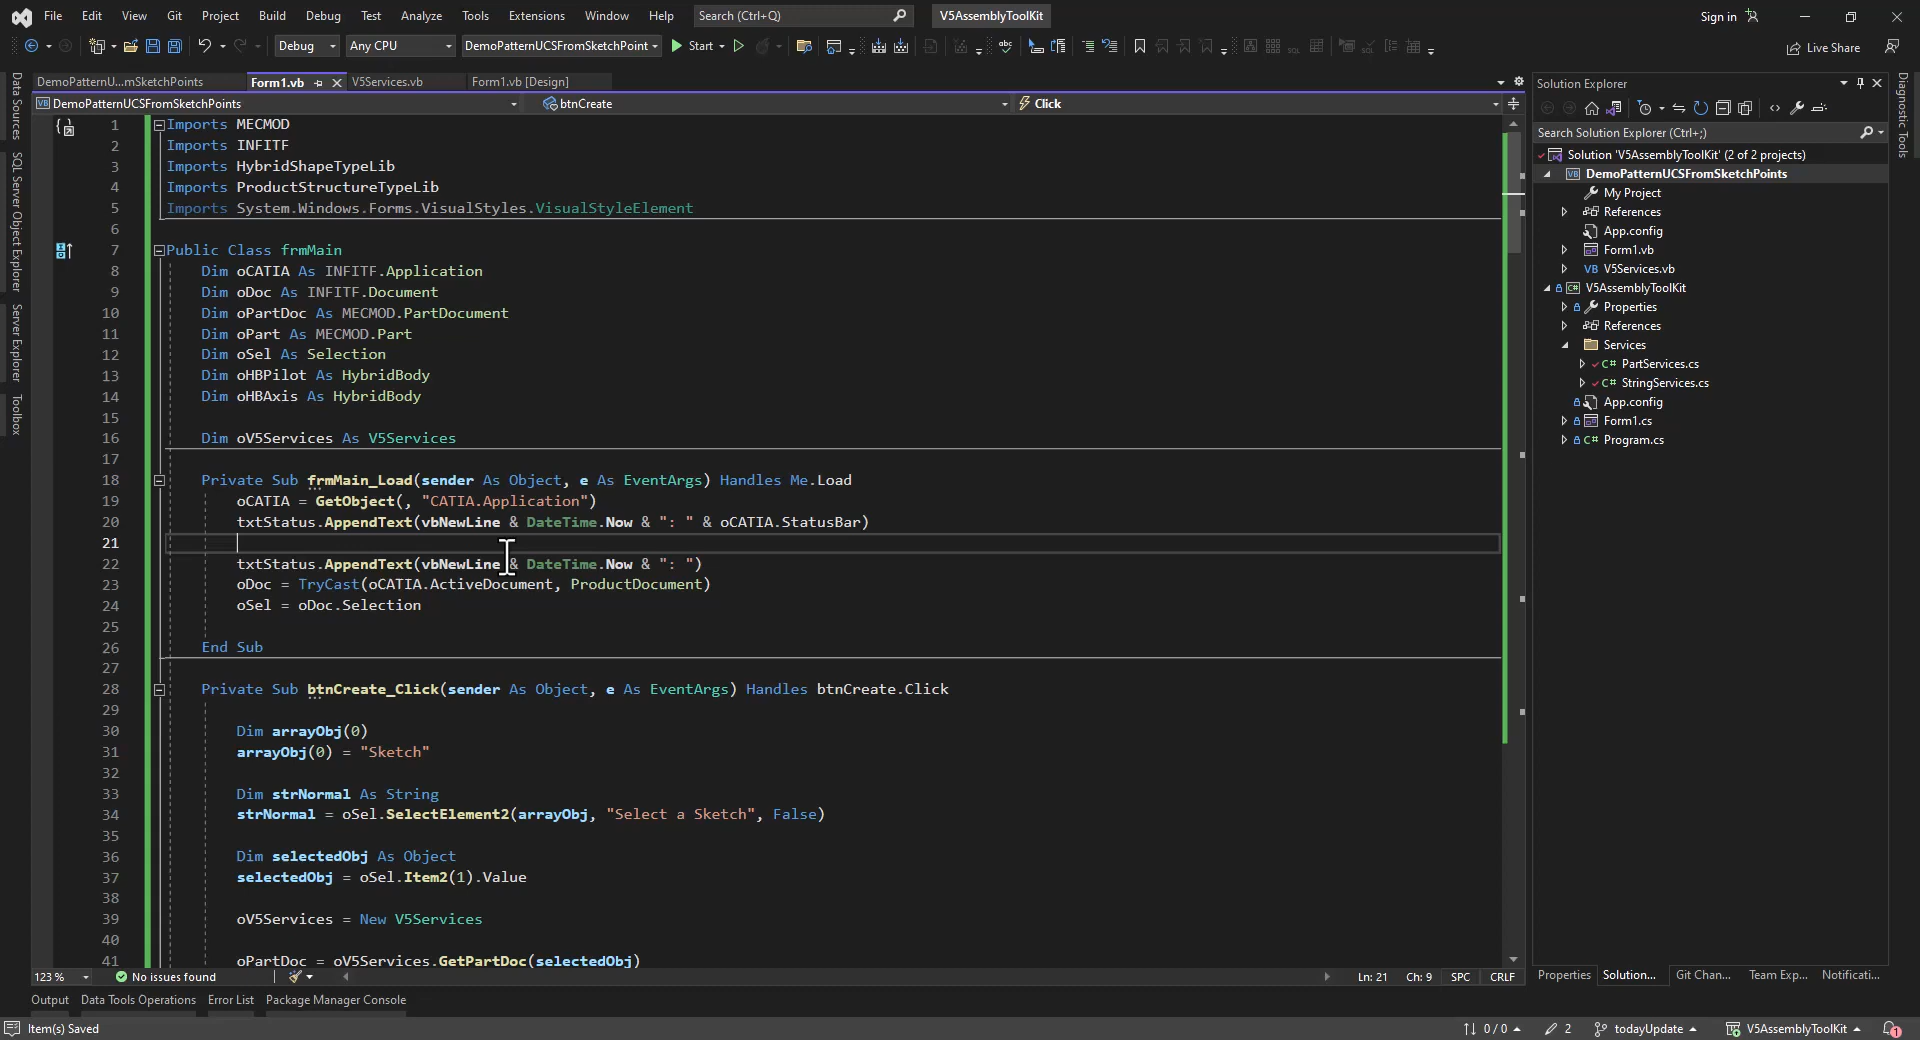 File Edit View Git Project Build Debug Test Analyze Tools Extensions Window Help Search (Ctrl+Q) V5AssemblyToolKit Sign in
Debug Any CPU DemoPatternUCSFromSketchPoint Start Live Share
DemoPatternU...mSketchPoints Form1.vb V5Services.vb Form1.vb [Design]
DemoPatternUCSFromSketchPoints btnCreate Click
Data Sources
SQL Server Object Explorer
Server Explorer
Toolbox
1 Imports MECMOD
2 Imports INFITF
3 Imports HybridShapeTypeLib
4 Imports ProductStructureTypeLib
5 Imports System.Windows.Forms.VisualStyles.VisualStyleElement
6
7 Public Class frmMain
8 Dim oCATIA As INFITF.Application
9 Dim oDoc As INFITF.Document
10 Dim oPartDoc As MECMOD.PartDocument
11 Dim oPart As MECMOD.Part
12 Dim oSel As Selection
13 Dim oHBPilot As HybridBody
14 Dim oHBAxis As HybridBody
15
16 Dim oV5Services As V5Services
17
18 Private Sub frmMain_Load(sender As Object, e As EventArgs) Handles Me.Load
19 oCATIA = GetObject(, "CATIA.Application")
20 txtStatus.AppendText(vbNewLine & DateTime.Now & ": " & oCATIA.StatusBar)
21
22 txtStatus.AppendText(vbNewLine & DateTime.Now & ": ")
23 oDoc = TryCast(oCATIA.ActiveDocument, ProductDocument)
24 oSel = oDoc.Selection
25
26 End Sub
27
28 Private Sub btnCreate_Click(sender As Object, e As EventArgs) Handles btnCreate.Click
29
30 Dim arrayObj(0)
31 arrayObj(0) = "Sketch"
32
33 Dim strNormal As String
34 strNormal = oSel.SelectElement2(arrayObj, "Select a Sketch", False)
35
36 Dim selectedObj As Object
37 selectedObj = oSel.Item2(1).Value
38
39 oV5Services = New V5Services
40
41 oPartDoc = oV5Services.GetPartDoc(selectedObj)
123 % No issues found Ln: 21 Ch: 9 SPC CRLF
Output Data Tools Operations Error List Package Manager Console
Item(s) Saved 0 / 0 2 todayUpdate V5AssemblyToolKit 1
Solution Explorer
Search Solution Explorer (Ctrl+;)
Solution 'V5AssemblyToolKit' (2 of 2 projects)
VB DemoPatternUCSFromSketchPoints
My Project
References
App.config
Form1.vb
VB V5Services.vb
C# V5AssemblyToolKit
Properties
References
Services
C# PartServices.cs
C# StringServices.cs
App.config
Form1.cs
C# Program.cs
Properties Solution... Git Chan... Team Exp... Notificati...
Diagnostic Tools